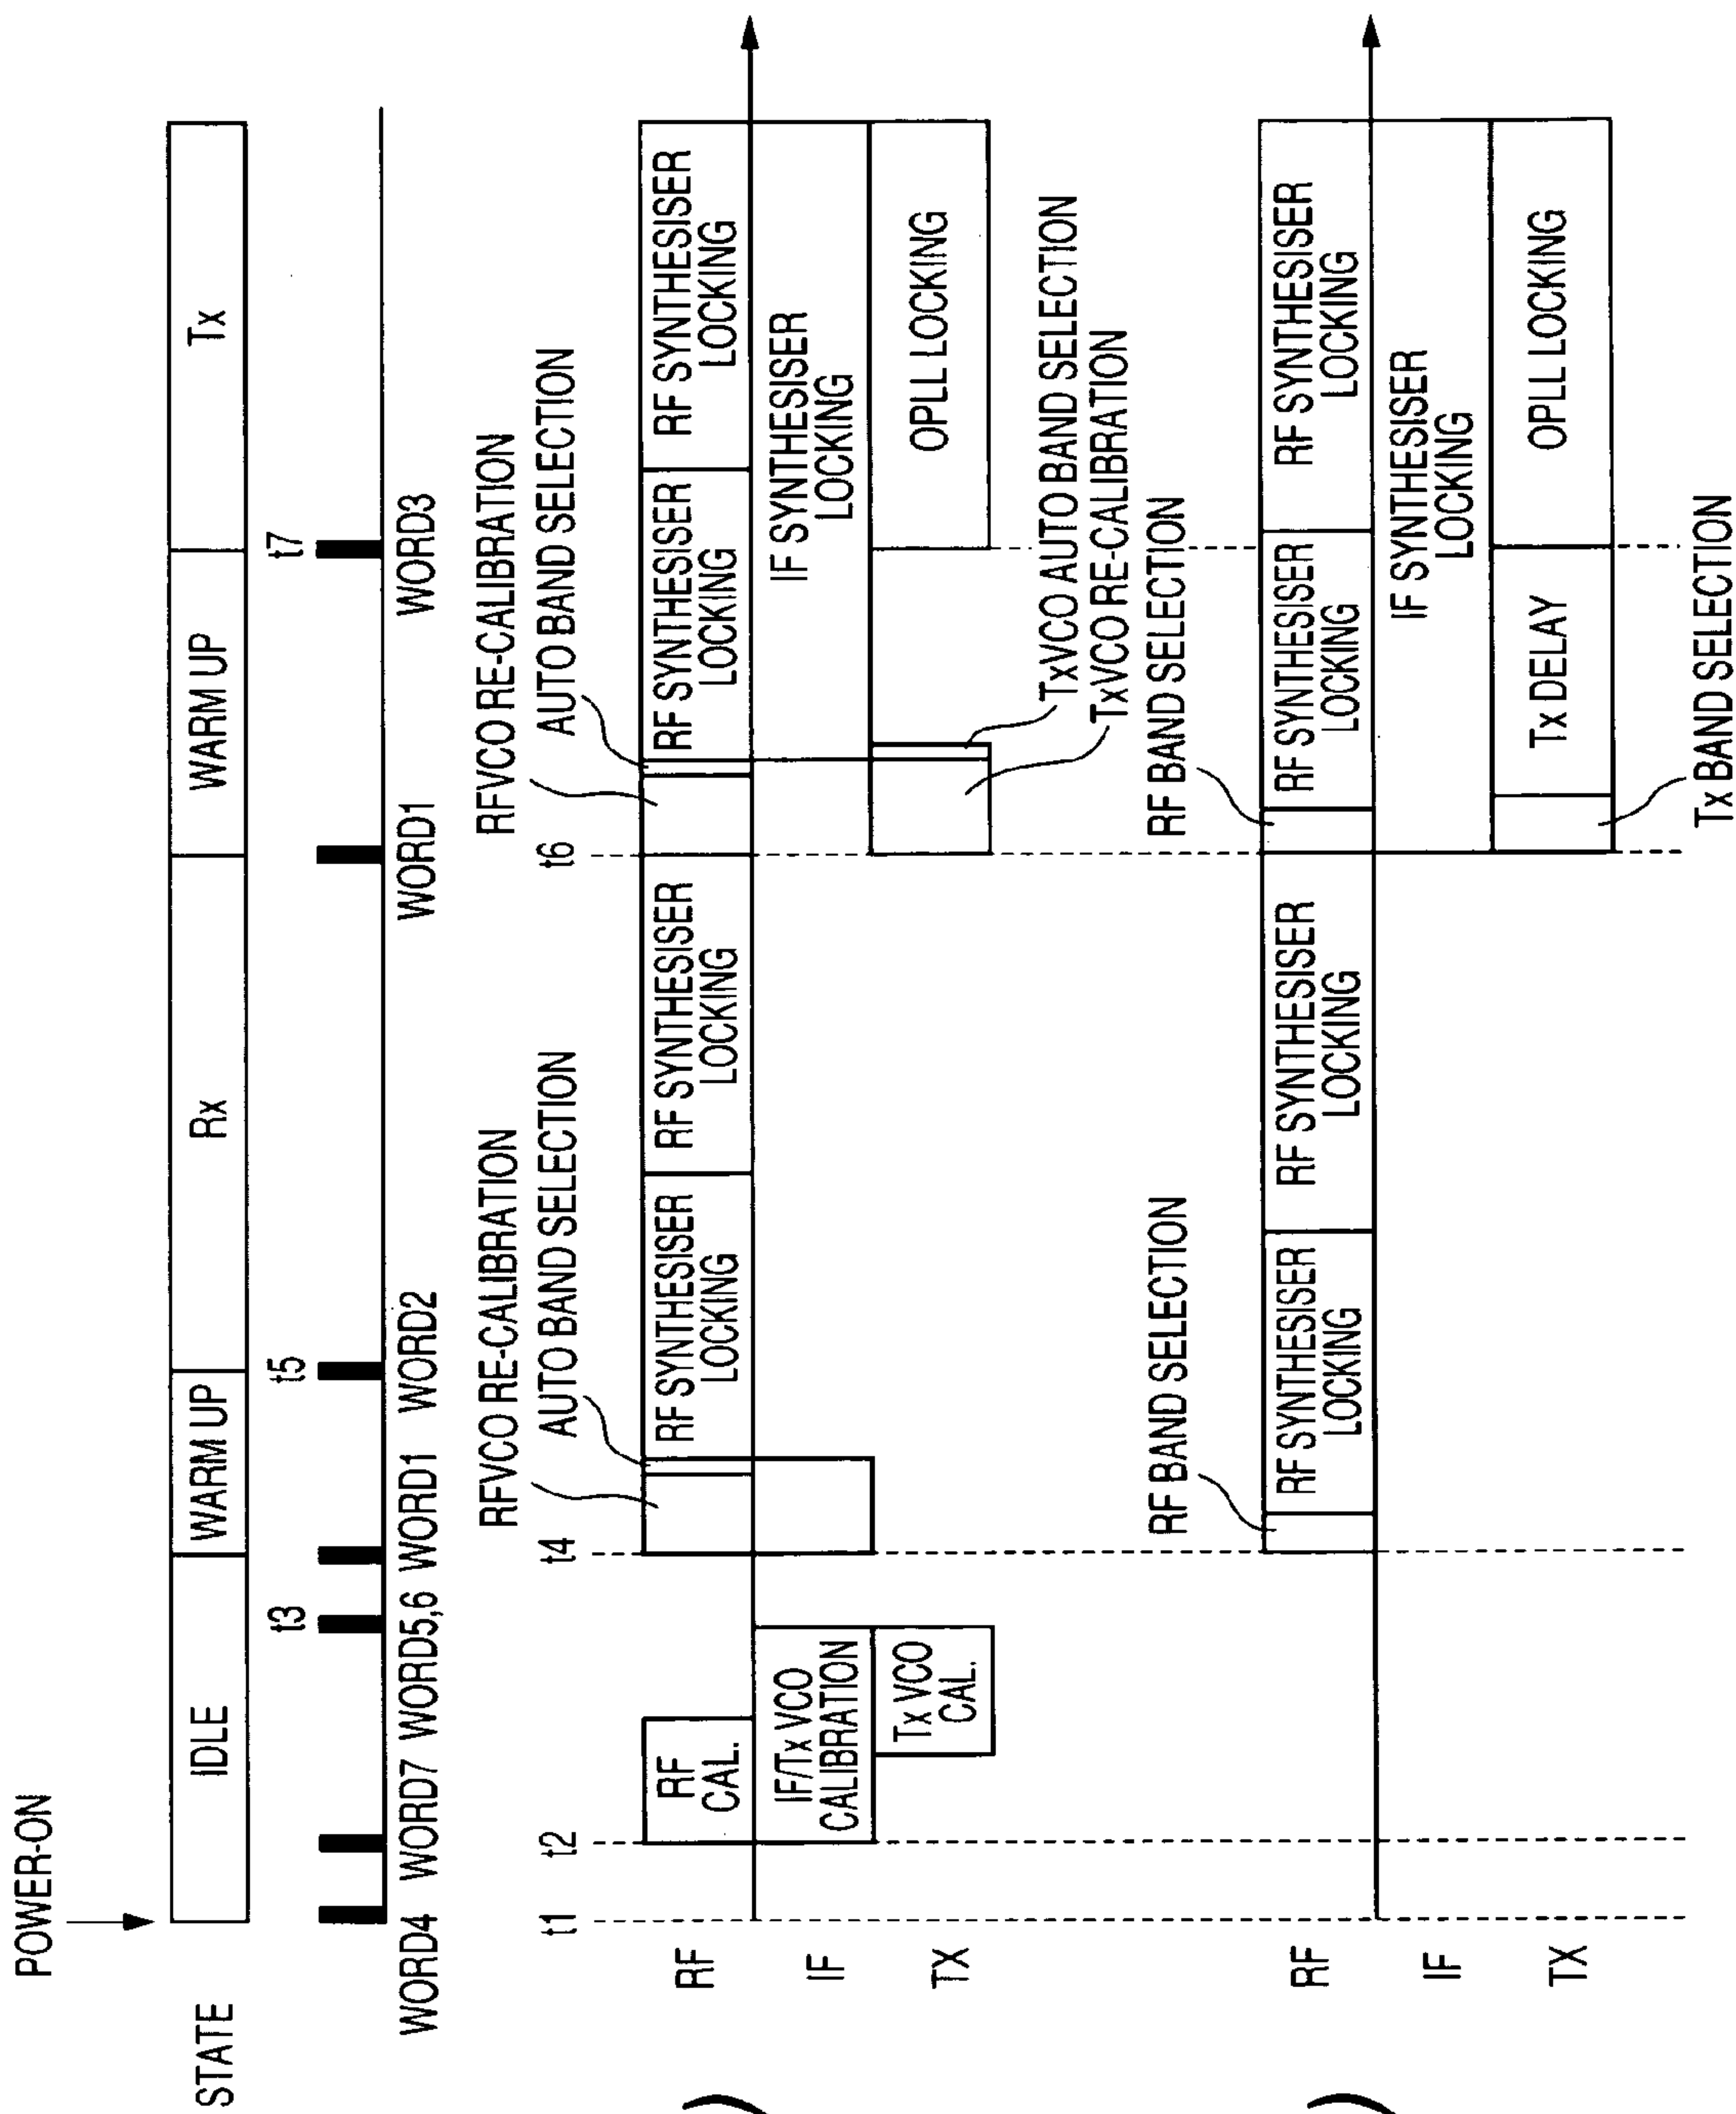 POWER-ON
STATE
IDLE
WARM UP
Rx
WARM UP
Tx
t3
t5
t7
WORD4
WORD7
WORD5,6
WORD1
WORD2
WORD1
WORD3
RFVCO RE-CALIBRATION
AUTO BAND SELECTION
RFVCO RE-CALIBRATION
AUTO BAND SELECTION
t1
t2
t4
t6
RF
RF
CAL.
RF SYNTHESISER
LOCKING
RF SYNTHESISER
LOCKING
RF SYNTHESISER
LOCKING
RF SYNTHESISER
LOCKING
IF
IF/Tx VCO
CALIBRATION
IF SYNTHESISER
LOCKING
TX
Tx VCO
CAL.
OPLL LOCKING
TxVCO AUTO BAND SELECTION
TxVCO RE-CALIBRATION
RF BAND SELECTION
RF BAND SELECTION
RF
RF SYNTHESISER
LOCKING
RF SYNTHESISER
LOCKING
RF SYNTHESISER
LOCKING
RF SYNTHESISER
LOCKING
IF
IF SYNTHESISER
LOCKING
TX
Tx DELAY
OPLL LOCKING
Tx BAND SELECTION
)
)